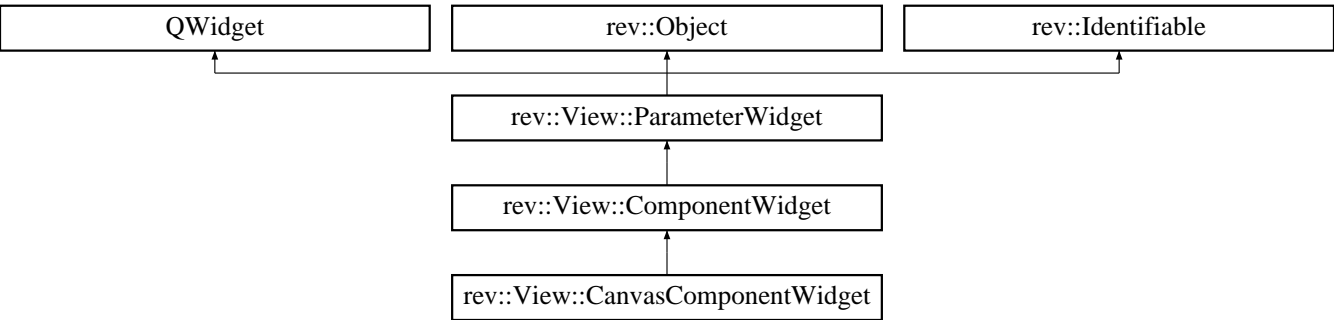 QWidget
rev::Object
rev::Identifiable
rev::View::ParameterWidget
rev::View::ComponentWidget
rev::View::CanvasComponentWidget